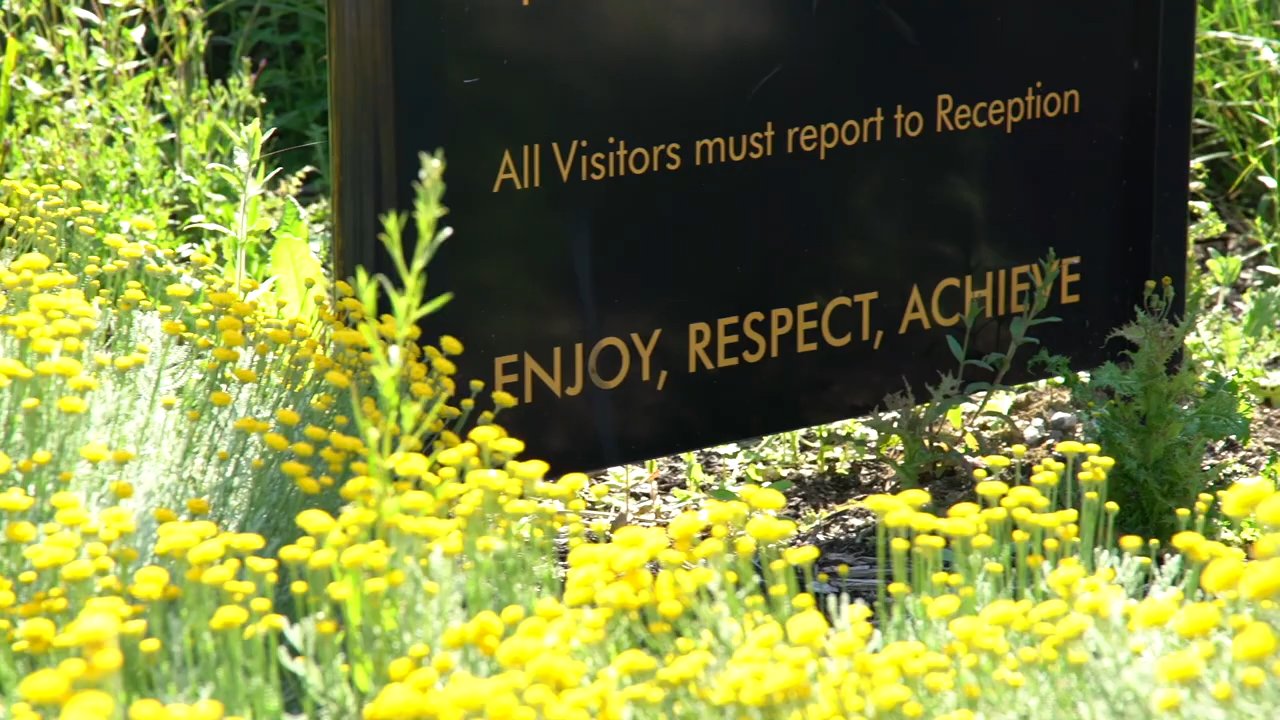 All Visitors must report to Reception
ENJOY, RESPECT, ACHIEVE